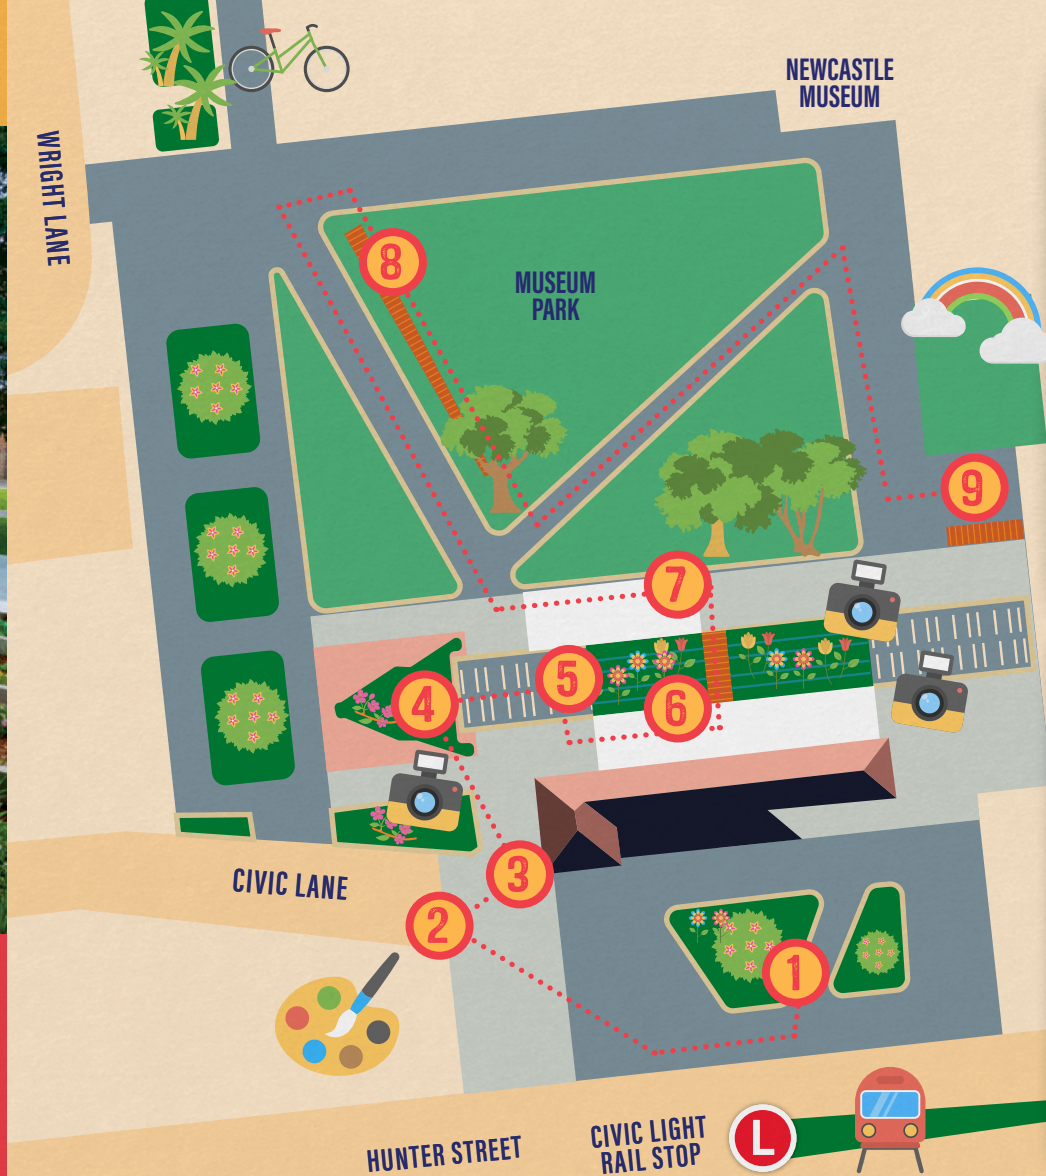 NEWCASTLE
MUSEUM
WRIGHT LANE
8
MUSEUM
PARK
9
7
5
4
6
3
CIVIC LANE
2
1
HUNTER STREET
CIVIC LIGHT
RAIL STOP
L